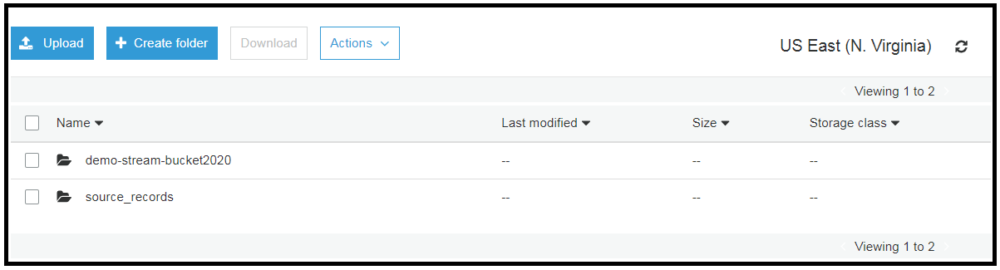 Upload Create folder Download Actions US East (N. Virginia)
Viewing 1 to 2
Name Last modified Size Storage class
demo-stream-bucket2020 -- -- --
source_records -- -- --
Viewing 1 to 2